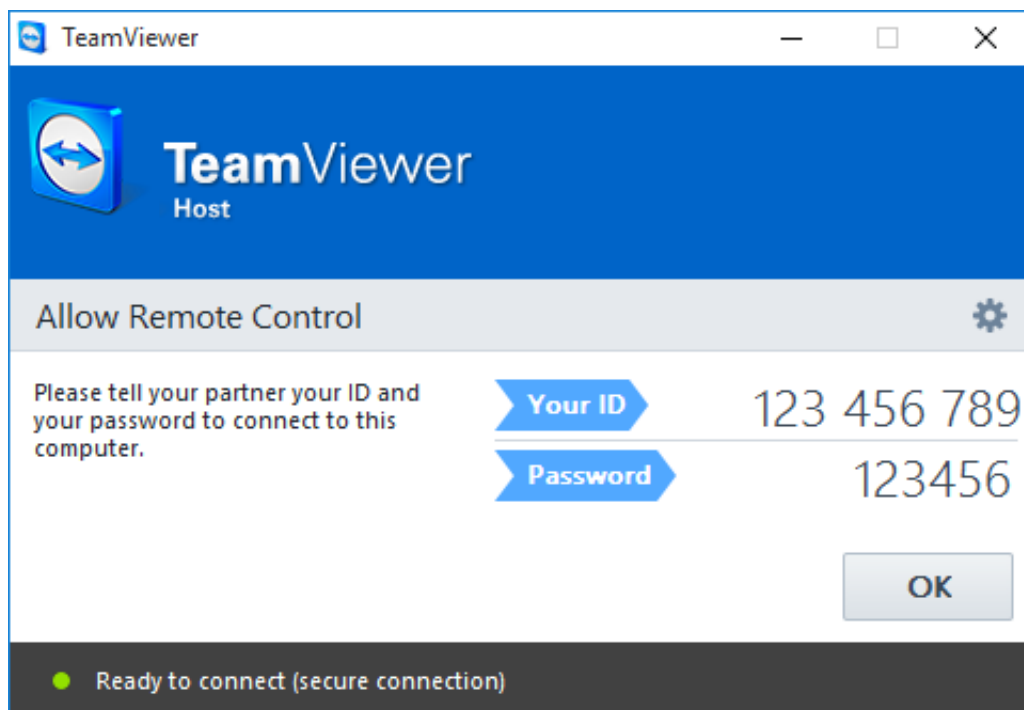 TeamViewer
TeamViewer
Host
Allow Remote Control
Please tell your partner your ID and
your password to connect to this
computer.
Your ID 123 456 789
Password 123456
OK
Ready to connect (secure connection)